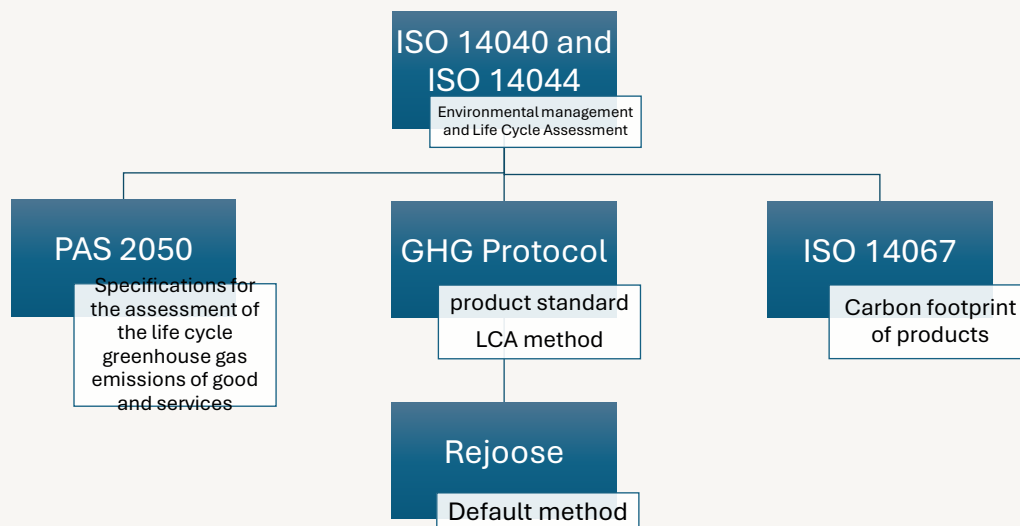 ISO 14040 and
ISO 14044
Environmental management
and Life Cycle Assessment
PAS 2050
Specifications for
the assessment of
the life cycle
greenhouse gas
emissions of good
and services
GHG Protocol
product standard
LCA method
ISO 14067
Carbon footprint
of products
Rejoose
Default method